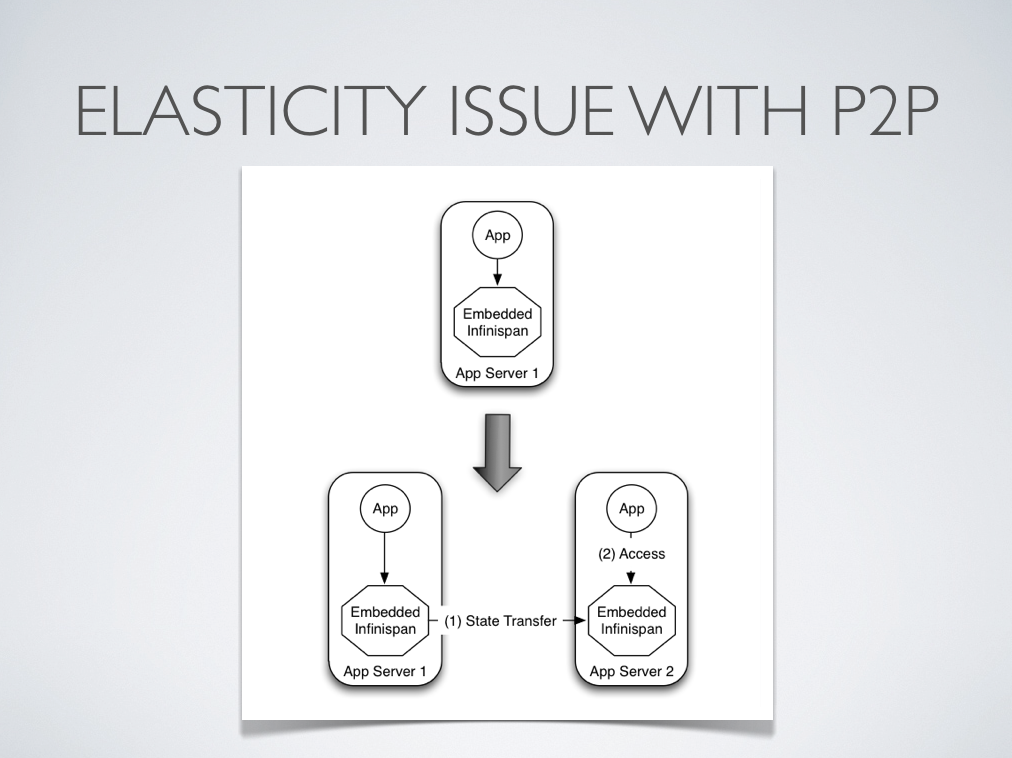 ELASTICITY ISSUE WITH P2P
App
Embedded
Infinispan
App Server 1
App
Embedded
Infinispan
App Server 1
(1) State Transfer
App
(2) Access
Embedded
Infinispan
App Server 2